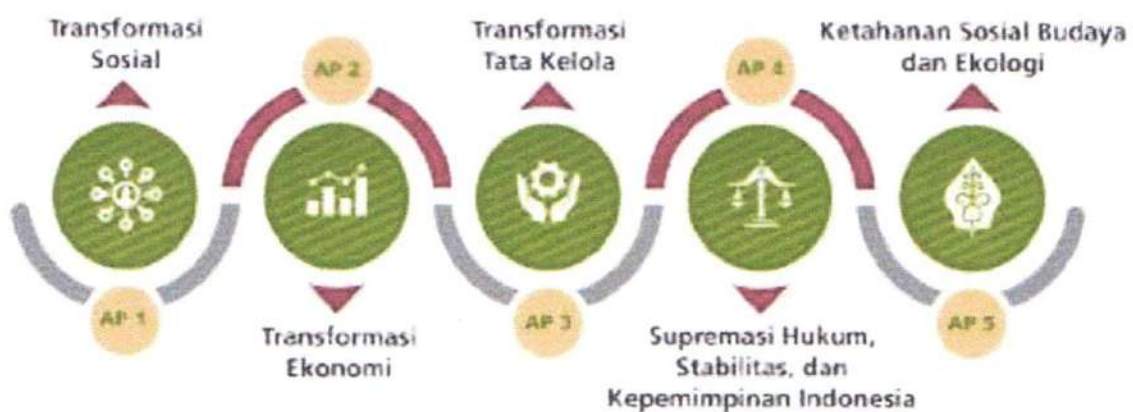 Transformasi
Sosial
AP 1
AP 2
Transformasi
Ekonomi
Transformasi
Tata Kelola
AP 3
AP 4
Supremasi Hukum,
Stabilitas, dan
Kepemimpinan Indonesia
Ketahanan Sosial Budaya
dan Ekologi
AP 5